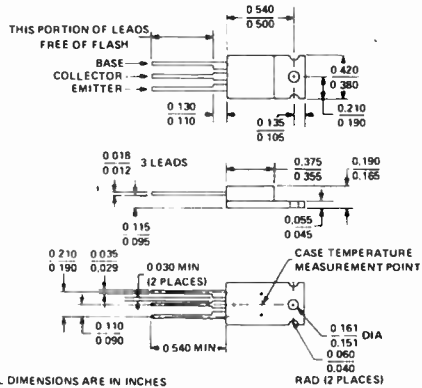 0 540
0 500
THIS PORTION OF LEADS
FREE OF FLASH
BASE
COLLECTOR
EMITTER
0 420
0 380
0 130
0 110
0 210
0 190
0 135
0 105
0 018
0 012
3 LEADS
0,375
0 355
0,190
0 165
0 115
0 095
0,055
0 045
0 210
0 190
0 035
0,029
0 030 MIN
(2 PLACES)
CASE TEMPERATURE
MEASUREMENT POINT
0 110
0 090
0 161
0 151
DIA
0 540 MIN
0 060
0 040
L DIMENSIONS ARE IN INCHES
RAD (2 PLACES)